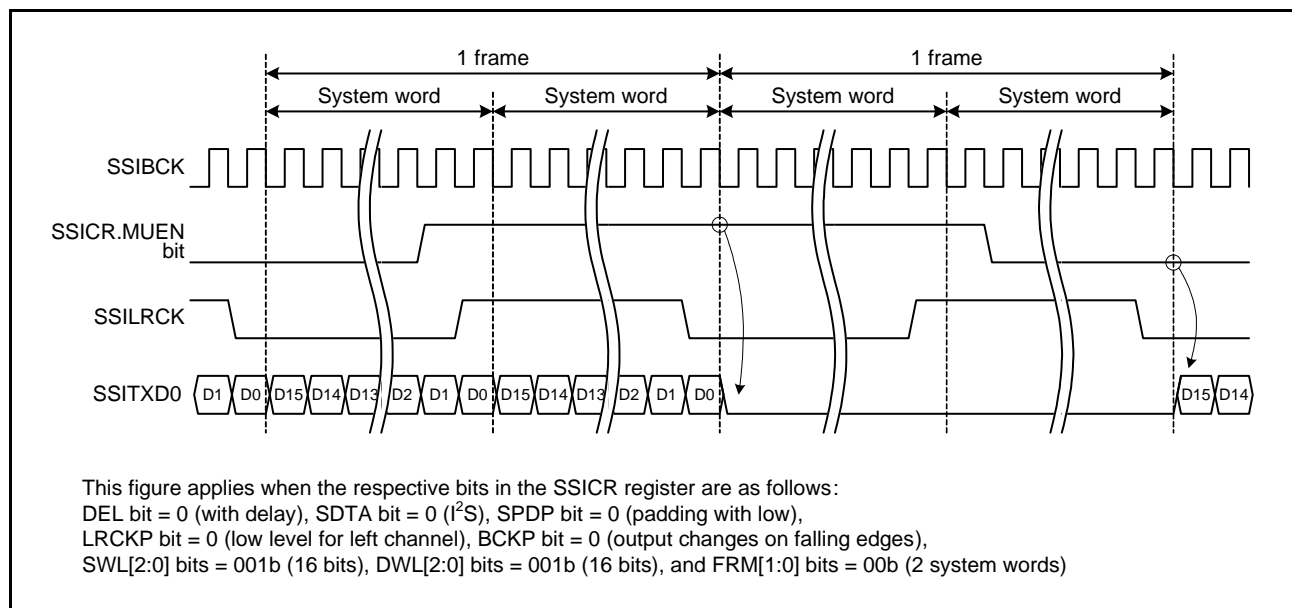 1 frame 1 frame
System word System word System word System word
SSIBCK
SSICR.MUEN
bit
SSILRCK
SSITXD0 D1 D0 D15 D14 D13 D2 D1 D0 D15 D14 D13 D2 D1 D0 D15 D14
This figure applies when the respective bits in the SSICR register are as follows:
DEL bit = 0 (with delay), SDTA bit = 0 (I²S), SPDP bit = 0 (padding with low),
LRCKP bit = 0 (low level for left channel), BCKP bit = 0 (output changes on falling edges),
SWL[2:0] bits = 001b (16 bits), DWL[2:0] bits = 001b (16 bits), and FRM[1:0] bits = 00b (2 system words)